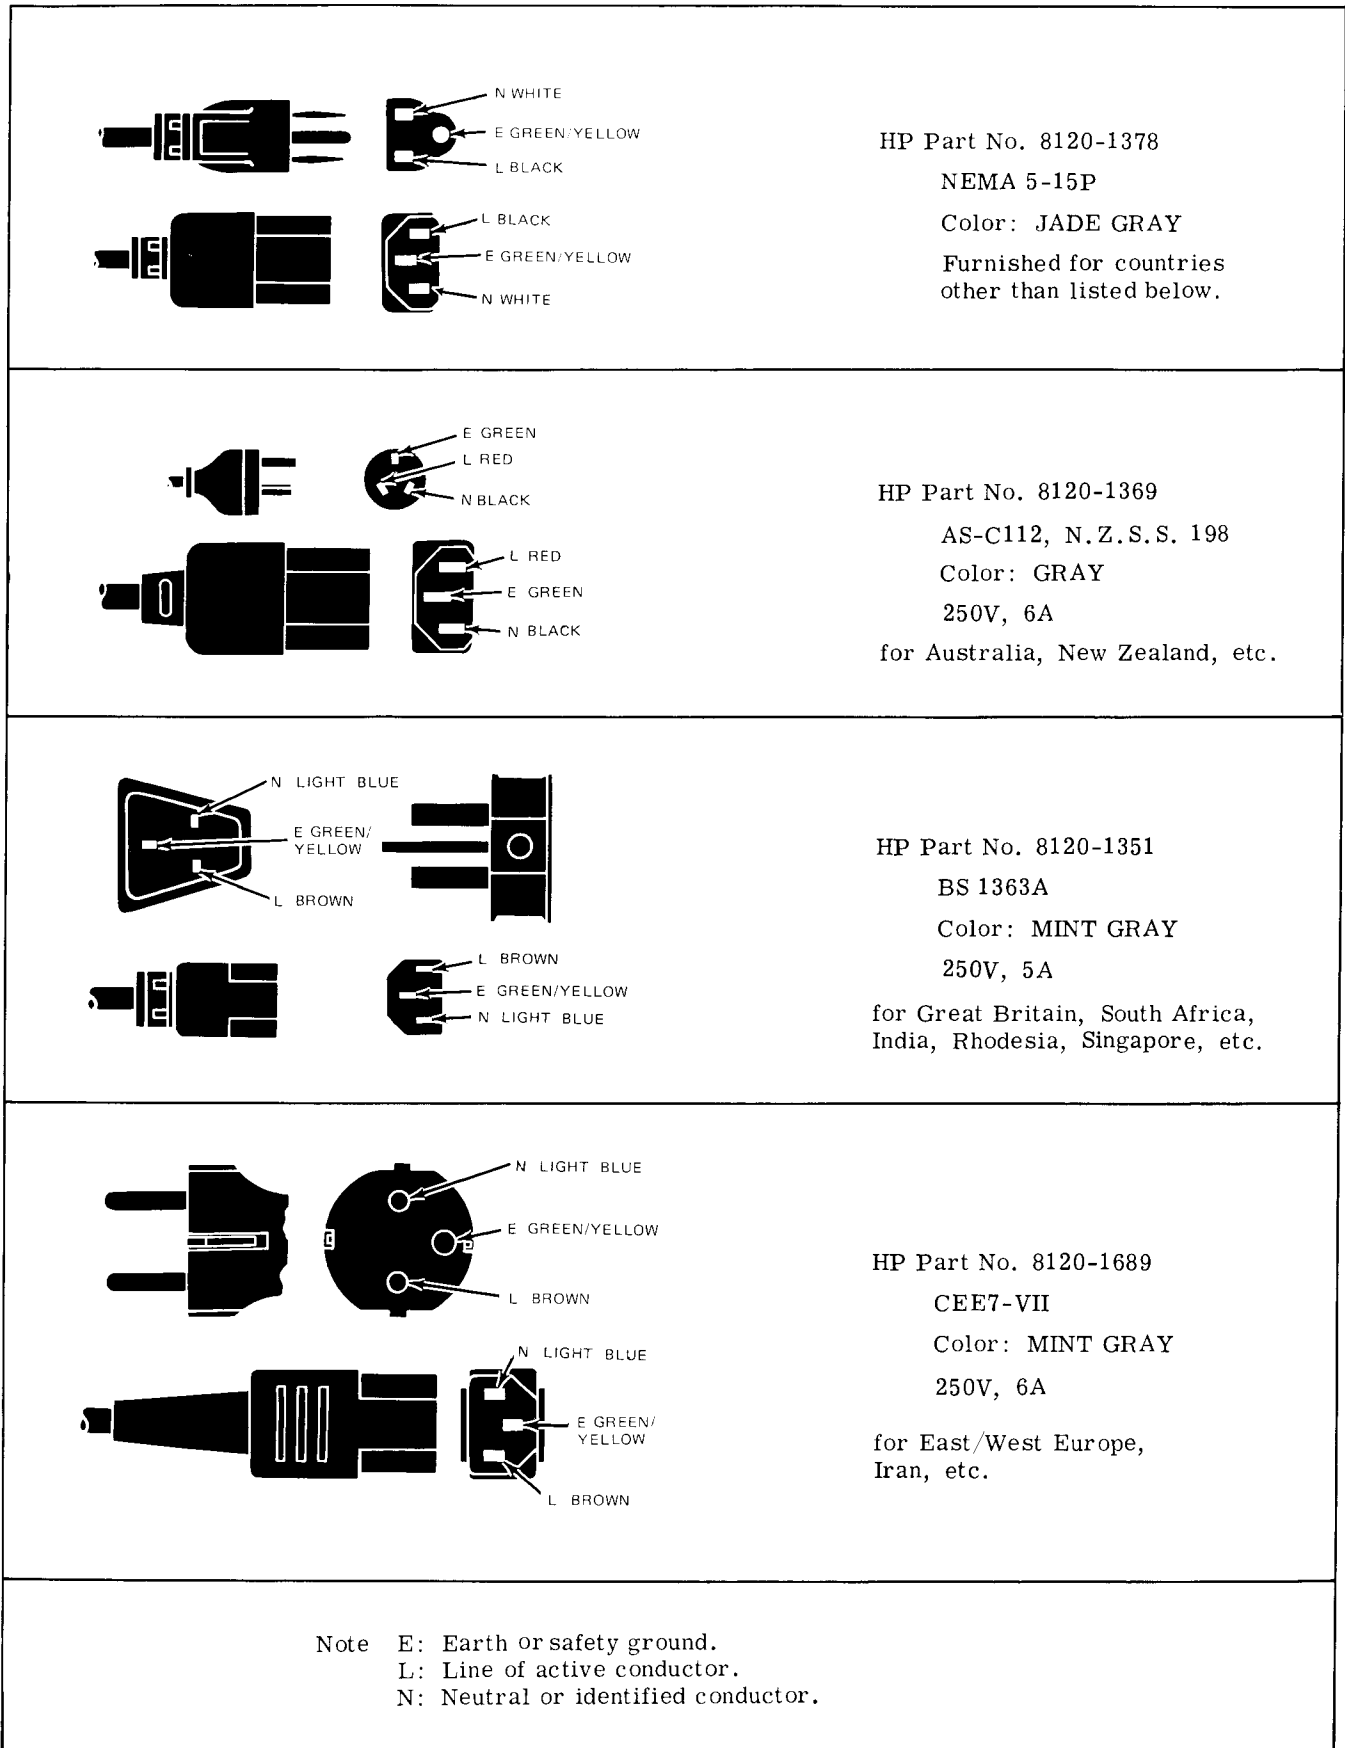 N WHITE
E GREEN/YELLOW
L BLACK
L BLACK
E GREEN/YELLOW
N WHITE
HP Part No. 8120-1378
NEMA 5-15P
Color: JADE GRAY
Furnished for countries
other than listed below.
E GREEN
L RED
N BLACK
L RED
E GREEN
N BLACK
HP Part No. 8120-1369
AS-C112, N.Z.S.S. 198
Color: GRAY
250V, 6A
for Australia, New Zealand, etc.
N LIGHT BLUE
E GREEN/
YELLOW
L BROWN
L BROWN
E GREEN/YELLOW
N LIGHT BLUE
HP Part No. 8120-1351
BS 1363A
Color: MINT GRAY
250V, 5A
for Great Britain, South Africa,
India, Rhodesia, Singapore, etc.
N LIGHT BLUE
E GREEN/YELLOW
L BROWN
N LIGHT BLUE
E GREEN/
YELLOW
L BROWN
HP Part No. 8120-1689
CEE7-VII
Color: MINT GRAY
250V, 6A
for East/West Europe,
Iran, etc.
Note E: Earth or safety ground.
L: Line of active conductor.
N: Neutral or identified conductor.